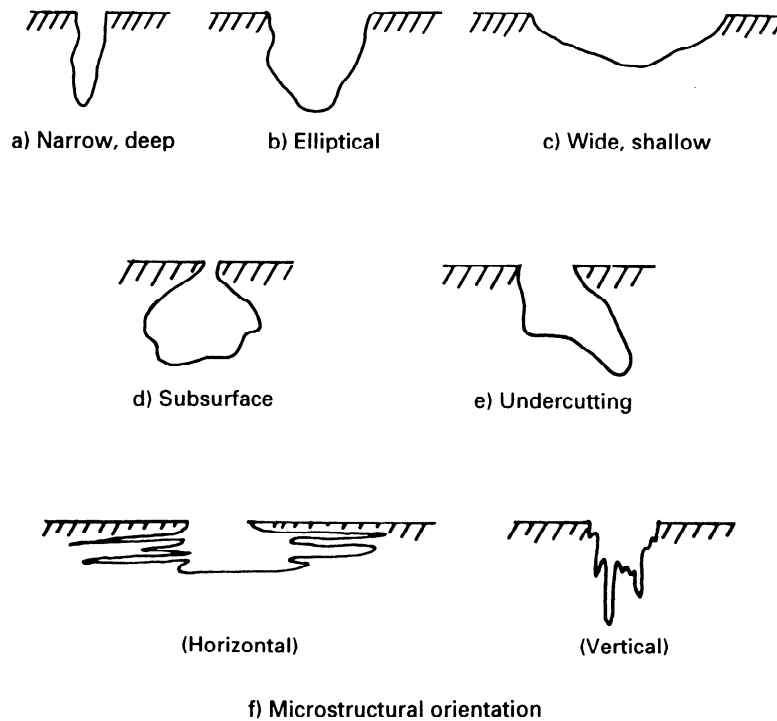 a) Narrow, deep
b) Elliptical
c) Wide, shallow
d) Subsurface
e) Undercutting
(Horizontal)
(Vertical)
f) Microstructural orientation